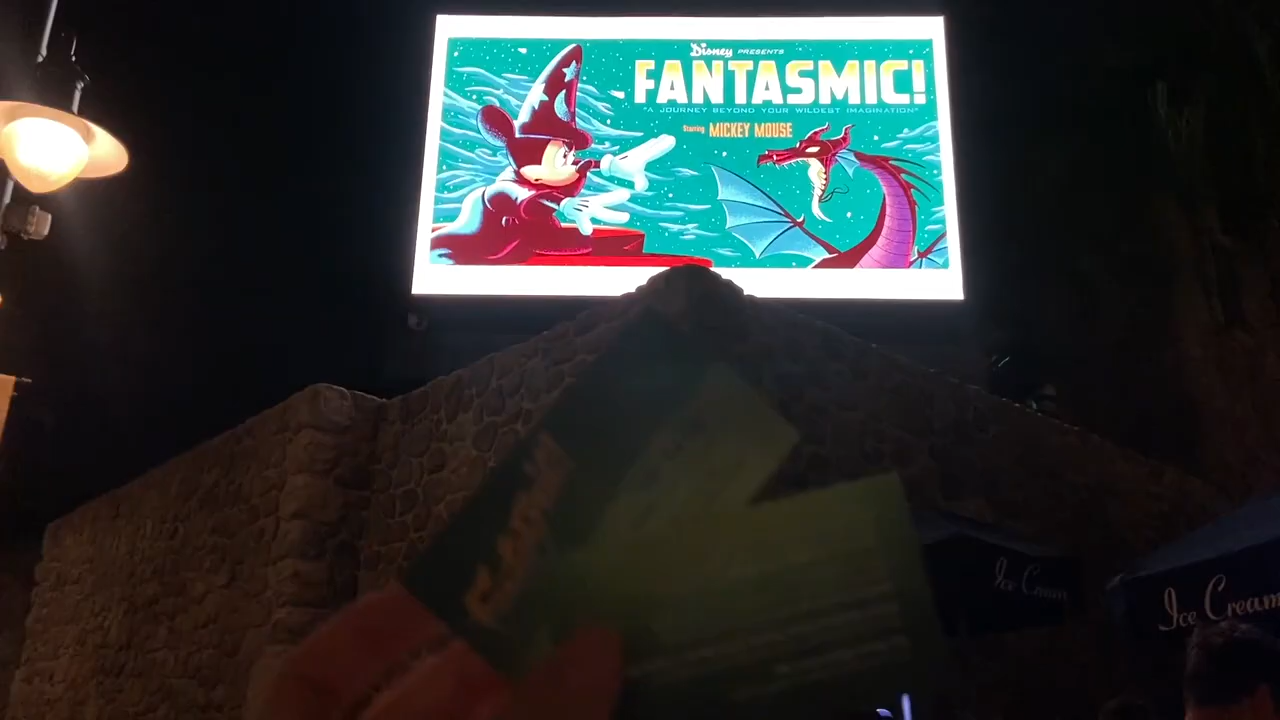 Disney PRESENTS
FANTASMIC!
"A JOURNEY BEYOND YOUR WILDEST IMAGINATION"
Starring MICKEY MOUSE
Ice Cream
Ice Cream